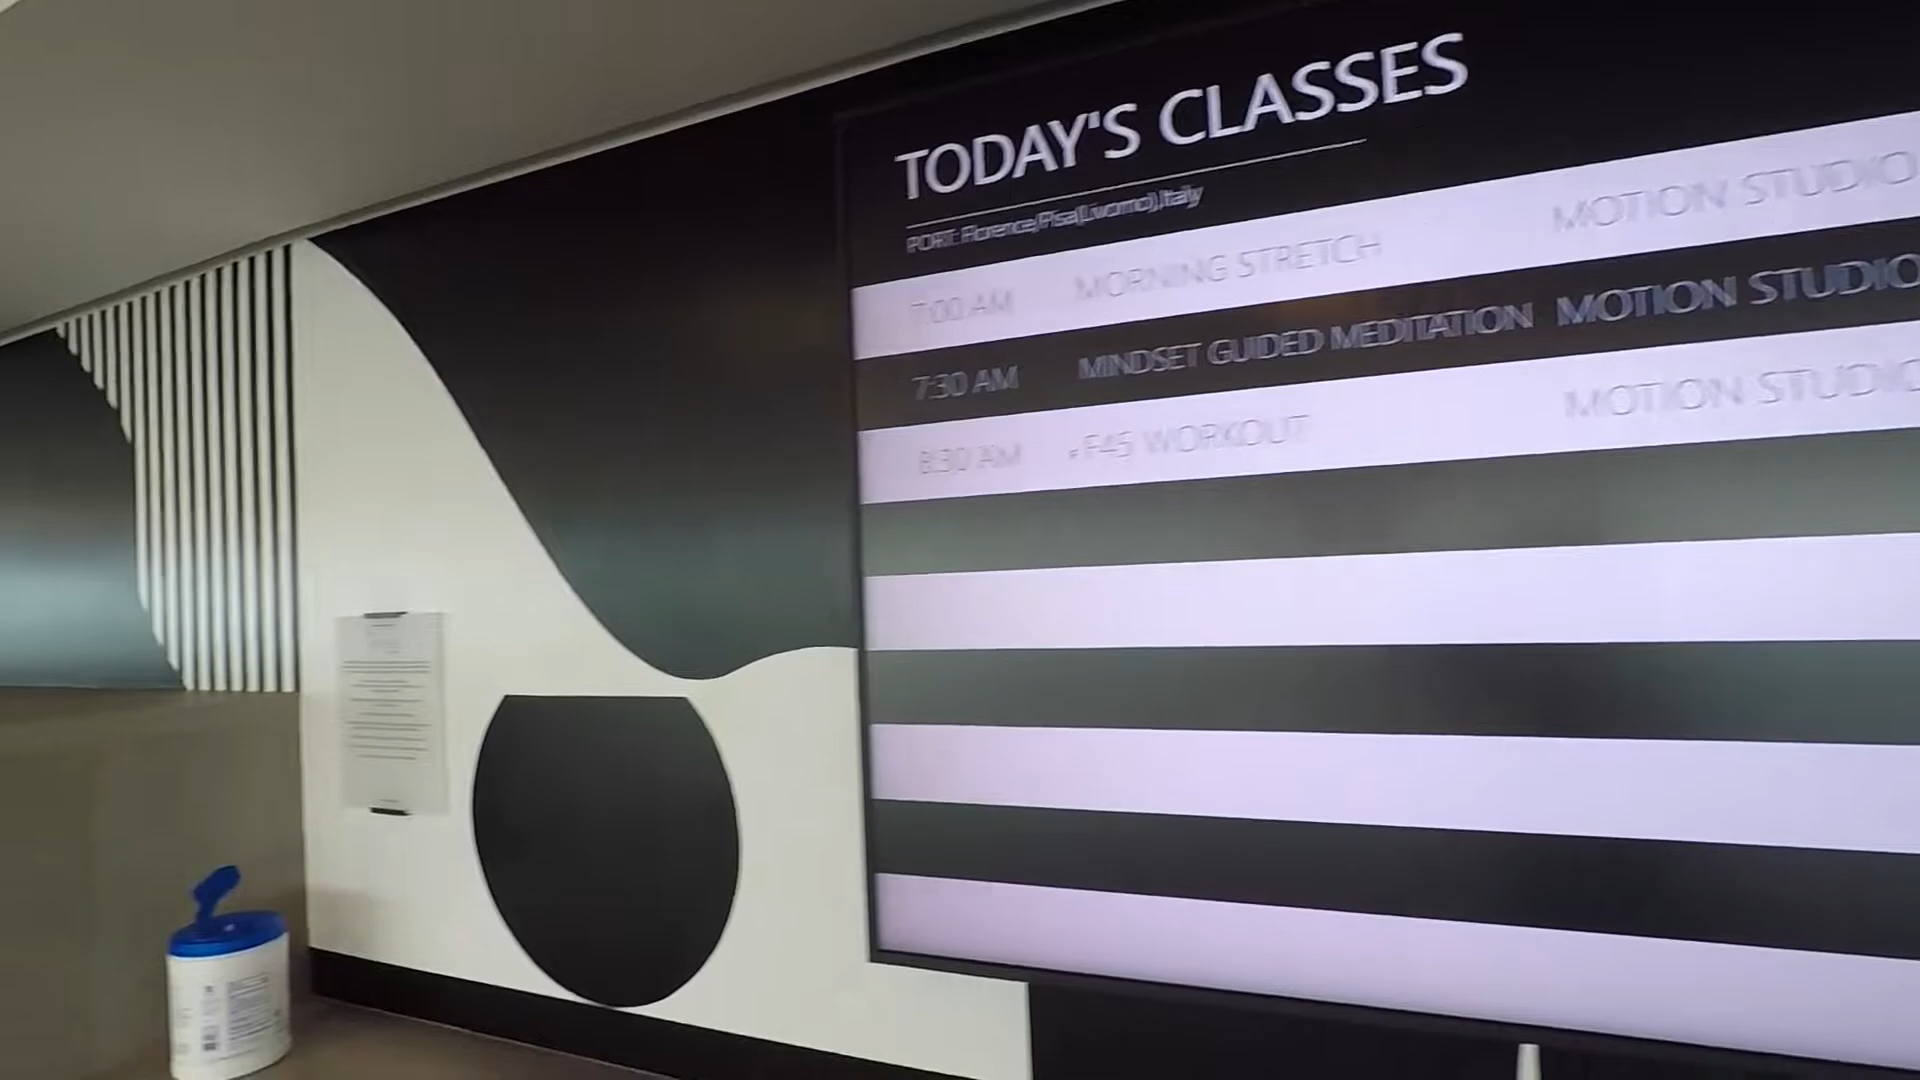 TODAY'S CLASSES
PORT: Florence/Pisa(Livorno),Italy
7:00 AM MORNING STRETCH MOTION STUDIO
7:30 AM MINDSET GUIDED MEDITATION MOTION STUDIO
8:30 AM F45 WORKOUT MOTION STUDIO